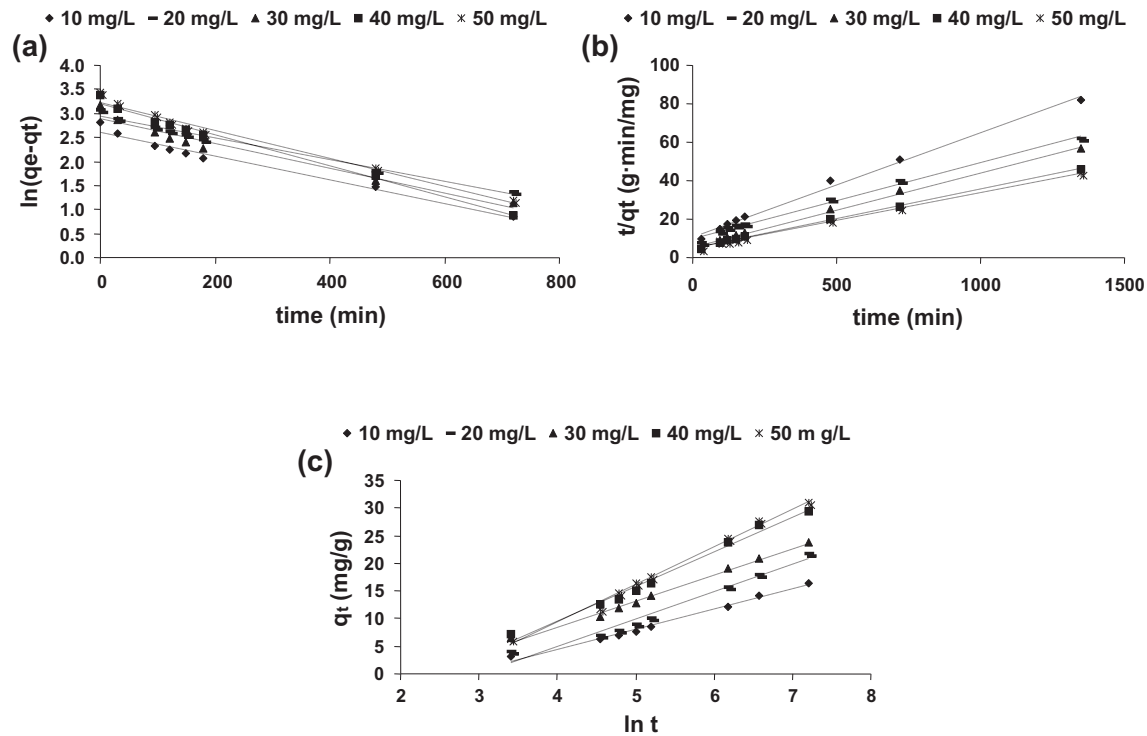 10 mg/L 20 mg/L 30 mg/L 40 mg/L 50 mg/L
(a)
4.0
3.5
3.0
2.5
2.0
1.5
1.0
0.5
0.0
ln(qe-qt)
0 200 400 600 800
time (min)
10 mg/L 20 mg/L 30 mg/L 40 mg/L 50 mg/L
(b)
100
80
60
40
20
0
t/qt (g·min/mg)
0 500 1000 1500
time (min)
10 mg/L 20 mg/L 30 mg/L 40 mg/L 50 m g/L
(c)
35
30
25
20
15
10
5
0
qt (mg/g)
2 3 4 5 6 7 8
ln t